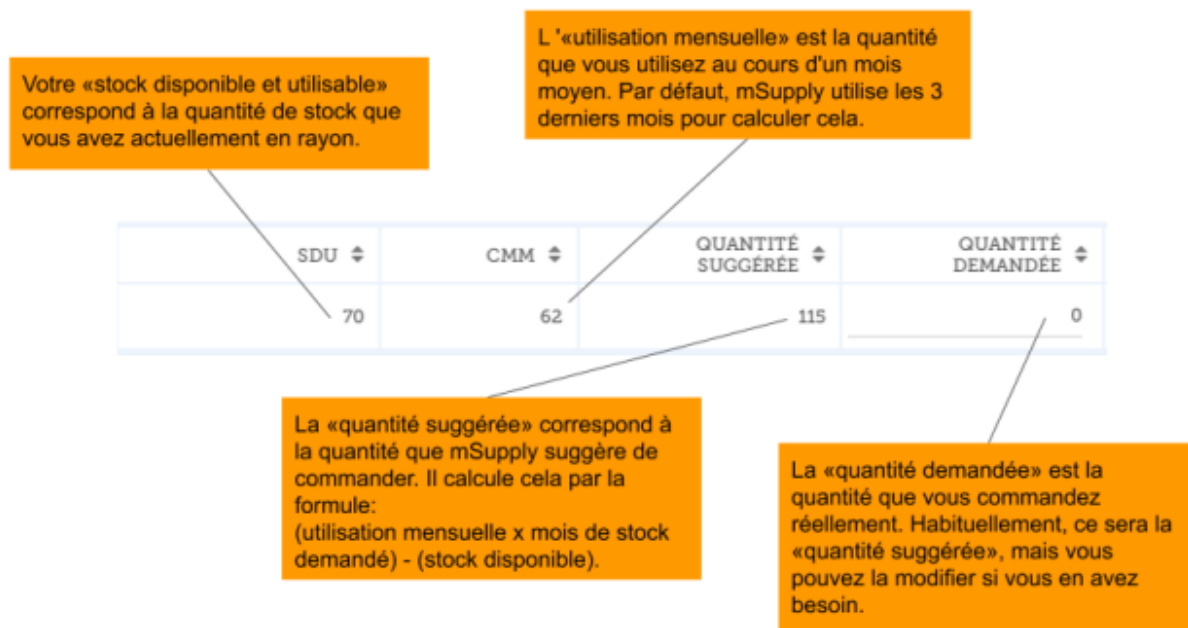 L '«utilisation mensuelle» est la quantité
que vous utilisez au cours d'un mois
moyen. Par défaut, mSupply utilise les 3
derniers mois pour calculer cela.
Votre «stock disponible et utilisable»
correspond à la quantité de stock que
vous avez actuellement en rayon.
SDU CMM QUANTITÉ SUGGÉRÉE QUANTITÉ DEMANDÉE
70 62 115 0
La «quantité suggérée» correspond à
la quantité que mSupply suggère de
commander. Il calcule cela par la
formule:
(utilisation mensuelle x mois de stock
demandé) - (stock disponible).
La «quantité demandée» est la
quantité que vous commandez
réellement. Habituellement, ce sera la
«quantité suggérée», mais vous
pouvez la modifier si vous en avez
besoin.